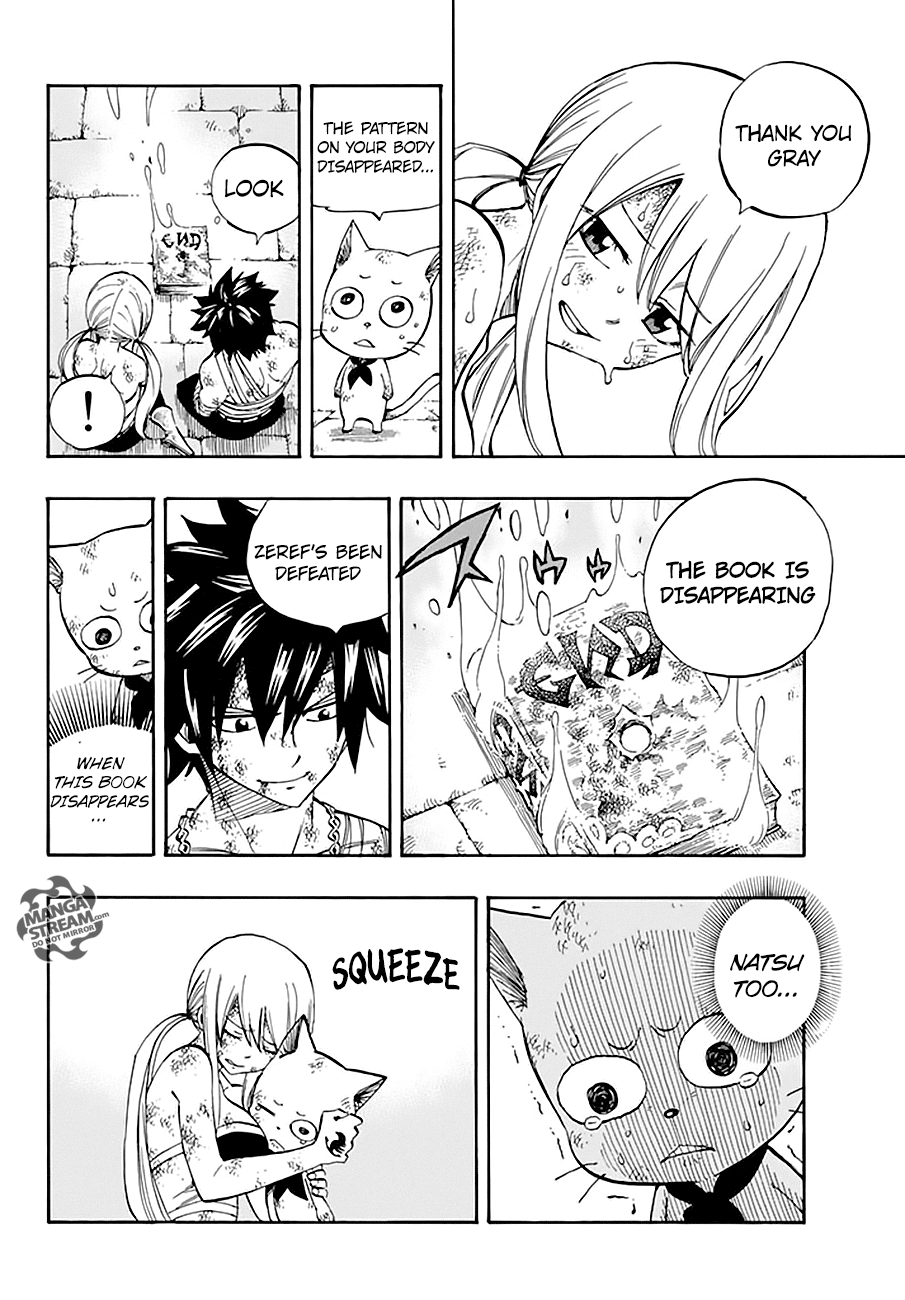 THANK YOU
GRAY
THE PATTERN
ON YOUR BODY
DISAPPEARED...
LOOK
END
!
THE BOOK IS
DISAPPEARING
END
ZEREF'S BEEN
DEFEATED
WHEN
THIS BOOK
DISAPPEARS
...
NATSU
TOO...
SQUEEZE
MANGA
STREAM.com
DO NOT MIRROR